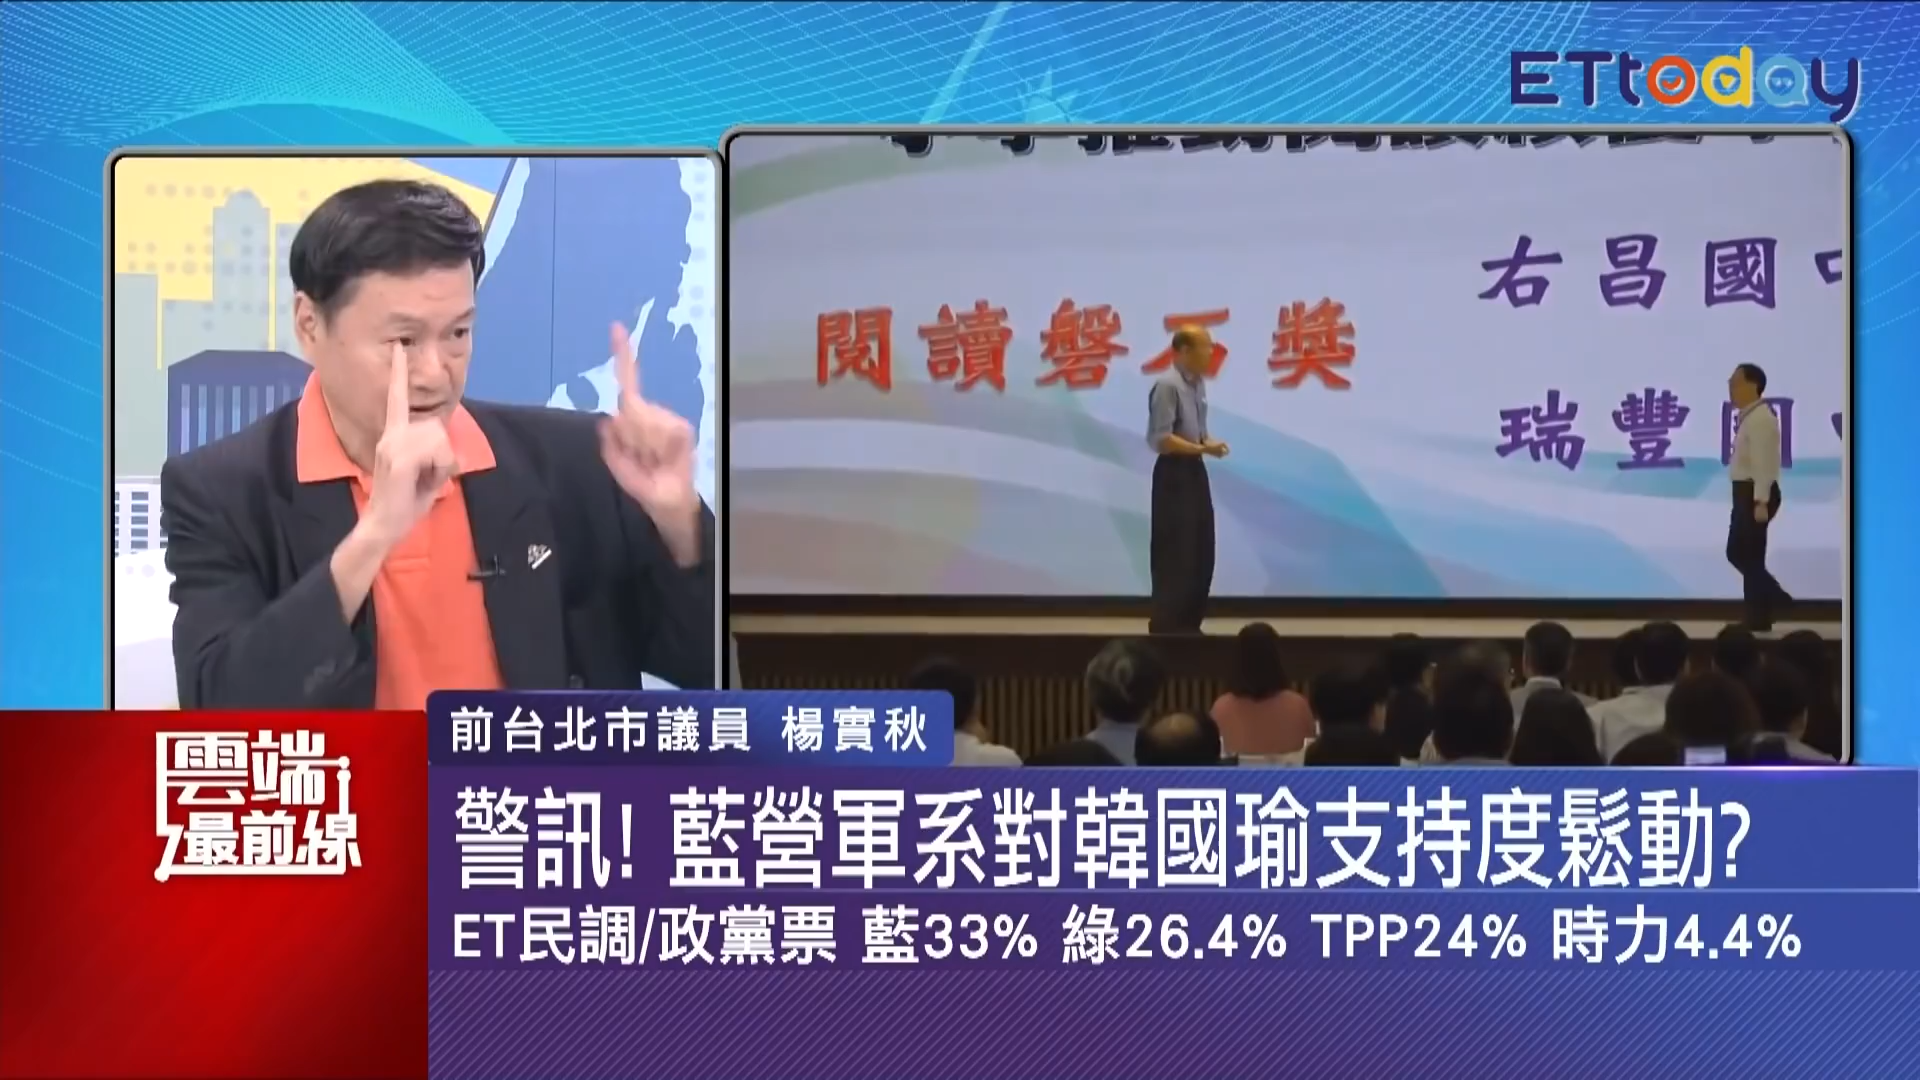 ETtoday
閱讀磐石獎
右昌國
瑞豐國
前台北市議員 楊實秋
雲端
最前線
警訊! 藍營軍系對韓國瑜支持度鬆動?
ET民調/政黨票 藍33% 綠26.4% TPP24% 時力4.4%